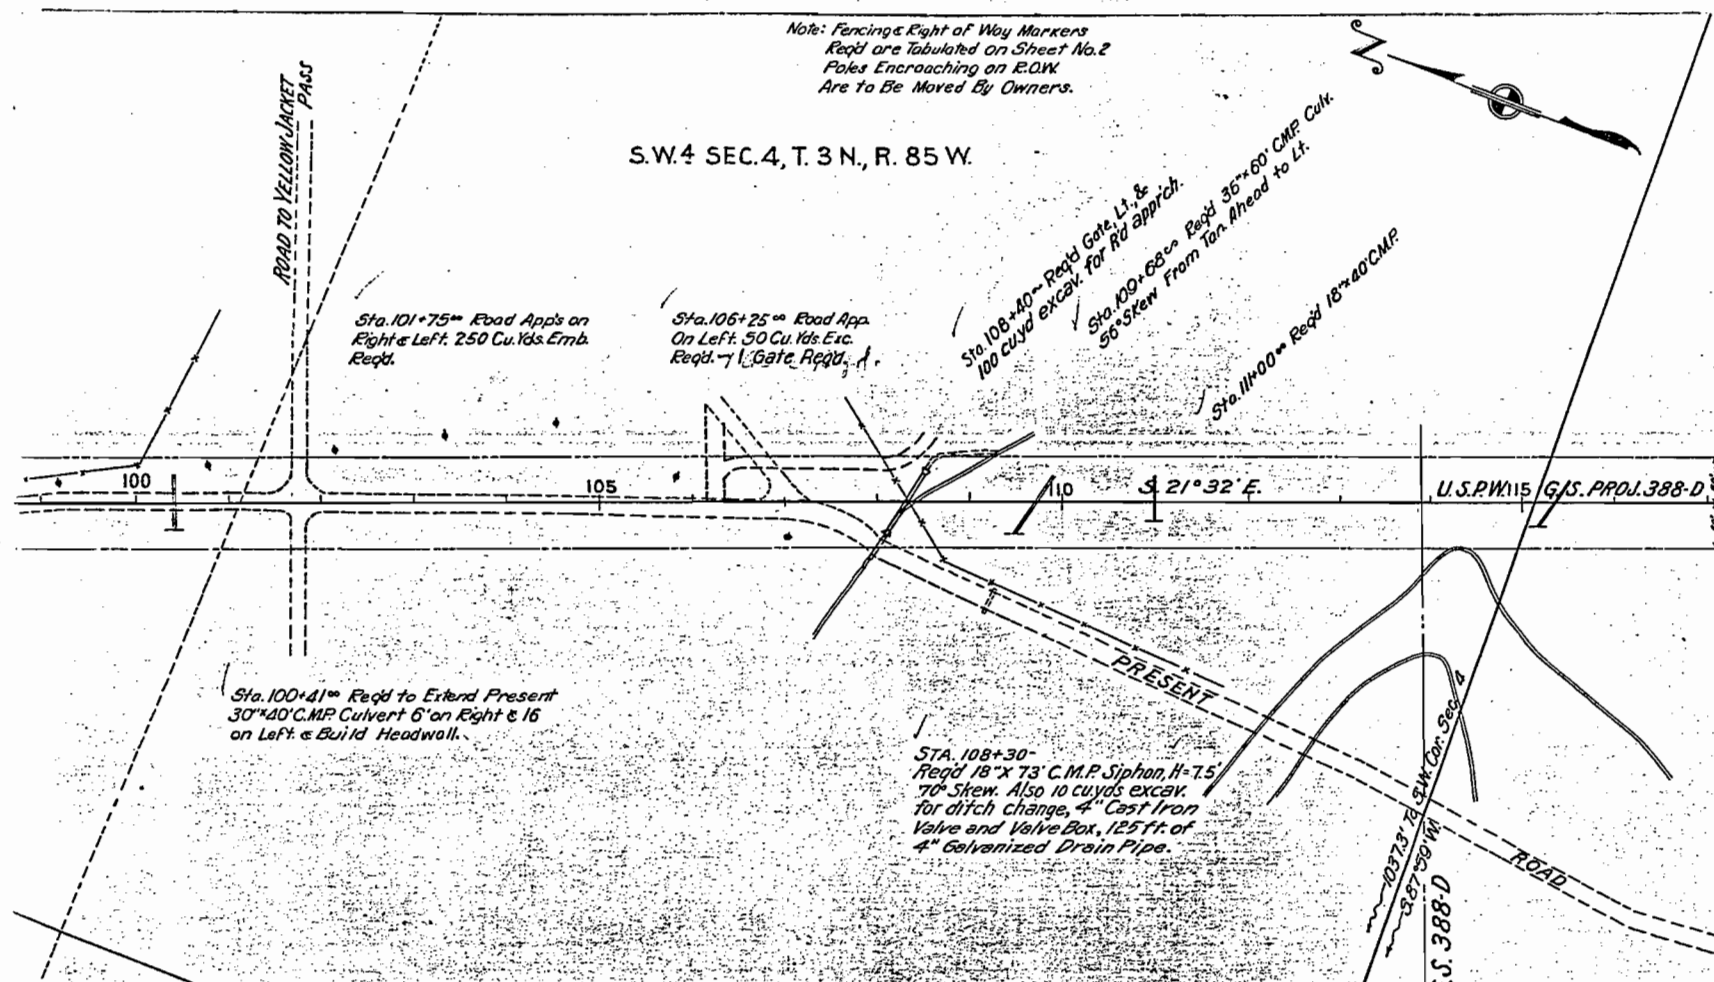 Note: Fencing & Right of Way Markers
Req'd are Tabulated on Sheet No. 2
Poles Encroaching on R.O.W.
Are to Be Moved By Owners.
N
S.W.4 SEC. 4, T. 3 N., R. 85 W.
ROAD TO YELLOW JACKET
PASS
Sta. 101+75 Road App's on
Right & Left. 250 Cu. Yds. Emb.
Req'd.
Sta. 106+25 Road App.
On Left. 50 Cu. Yds. Exc.
Req'd. - 1 Gate Req'd.
Sta. 108+40 Req'd Gate, Lt., &
100 cu.yd excav. for R'd appr'ch.
Sta. 109+68 Req'd 36"x60' C.M.P. Culv.
56° Skew From Tan. Ahead to Lt.
Sta. 111+00 Req'd 18"x40' C.M.P.
100
105
110
S. 21° 32' E.
U.S.P.W. 115 G.I.S. PROJ. 388-D
Sta. 100+41 Req'd to Extend Present
30"x40' C.M.P. Culvert 6' on Right & 16
on Left & Build Headwall.
PRESENT
ROAD
STA. 108+30-
Req'd 18" X 73' C.M.P. Siphon, H=7.5'
70° Skew. Also 10 cu.yds excav.
for ditch change, 4" Cast Iron
Valve and Valve Box, 125 ft. of
4" Galvanized Drain Pipe.
1037.3' To S.W. Cor. Sec. 4
S.87°59'W.
S. 388-D